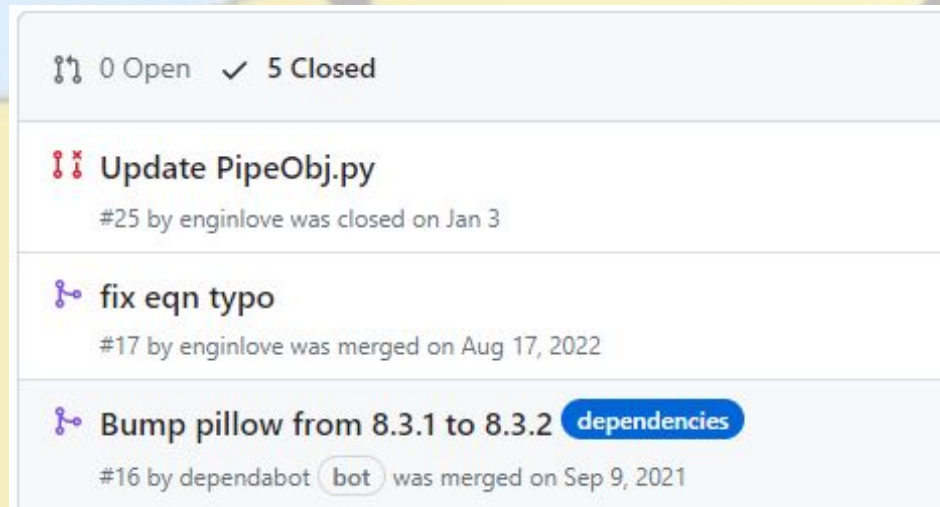 0 Open 5 Closed
Update PipeObj.py
#25 by enginlove was closed on Jan 3
fix eqn typo
#17 by enginlove was merged on Aug 17, 2022
Bump pillow from 8.3.1 to 8.3.2 dependencies
#16 by dependabot bot was merged on Sep 9, 2021